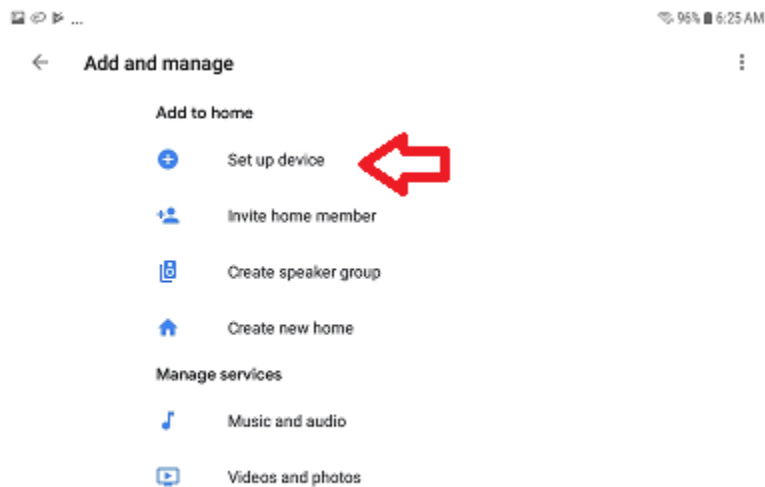 ... 96% 6:25 AM
Add and manage
Add to home
Set up device
Invite home member
Create speaker group
Create new home
Manage services
Music and audio
Videos and photos